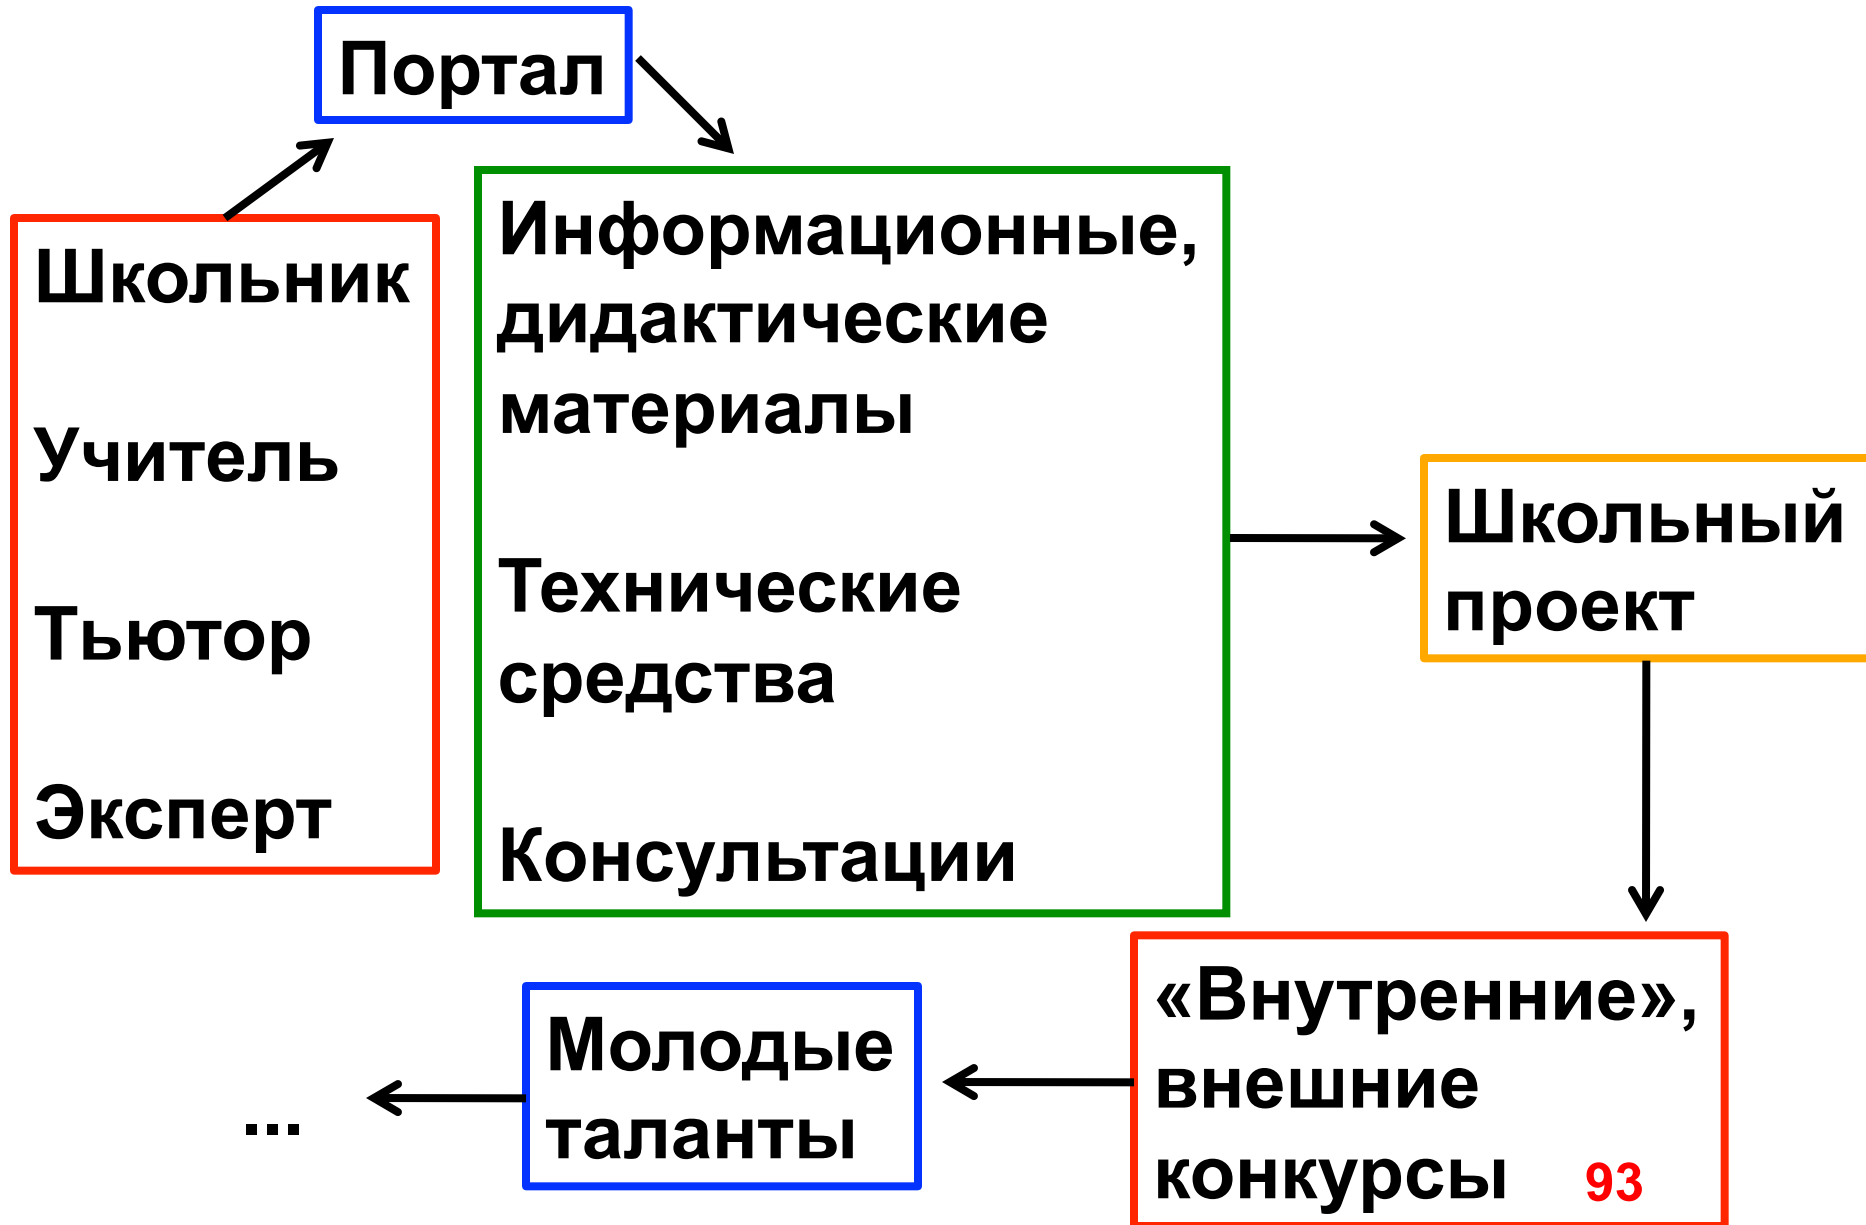 Портал
Школьник
Учитель
Тьютор
Эксперт
Информационные,
дидактические
материалы
Технические
средства
Консультации
Школьный
проект
«Внутренние»,
внешние
конкурсы
93
Молодые
таланты
...